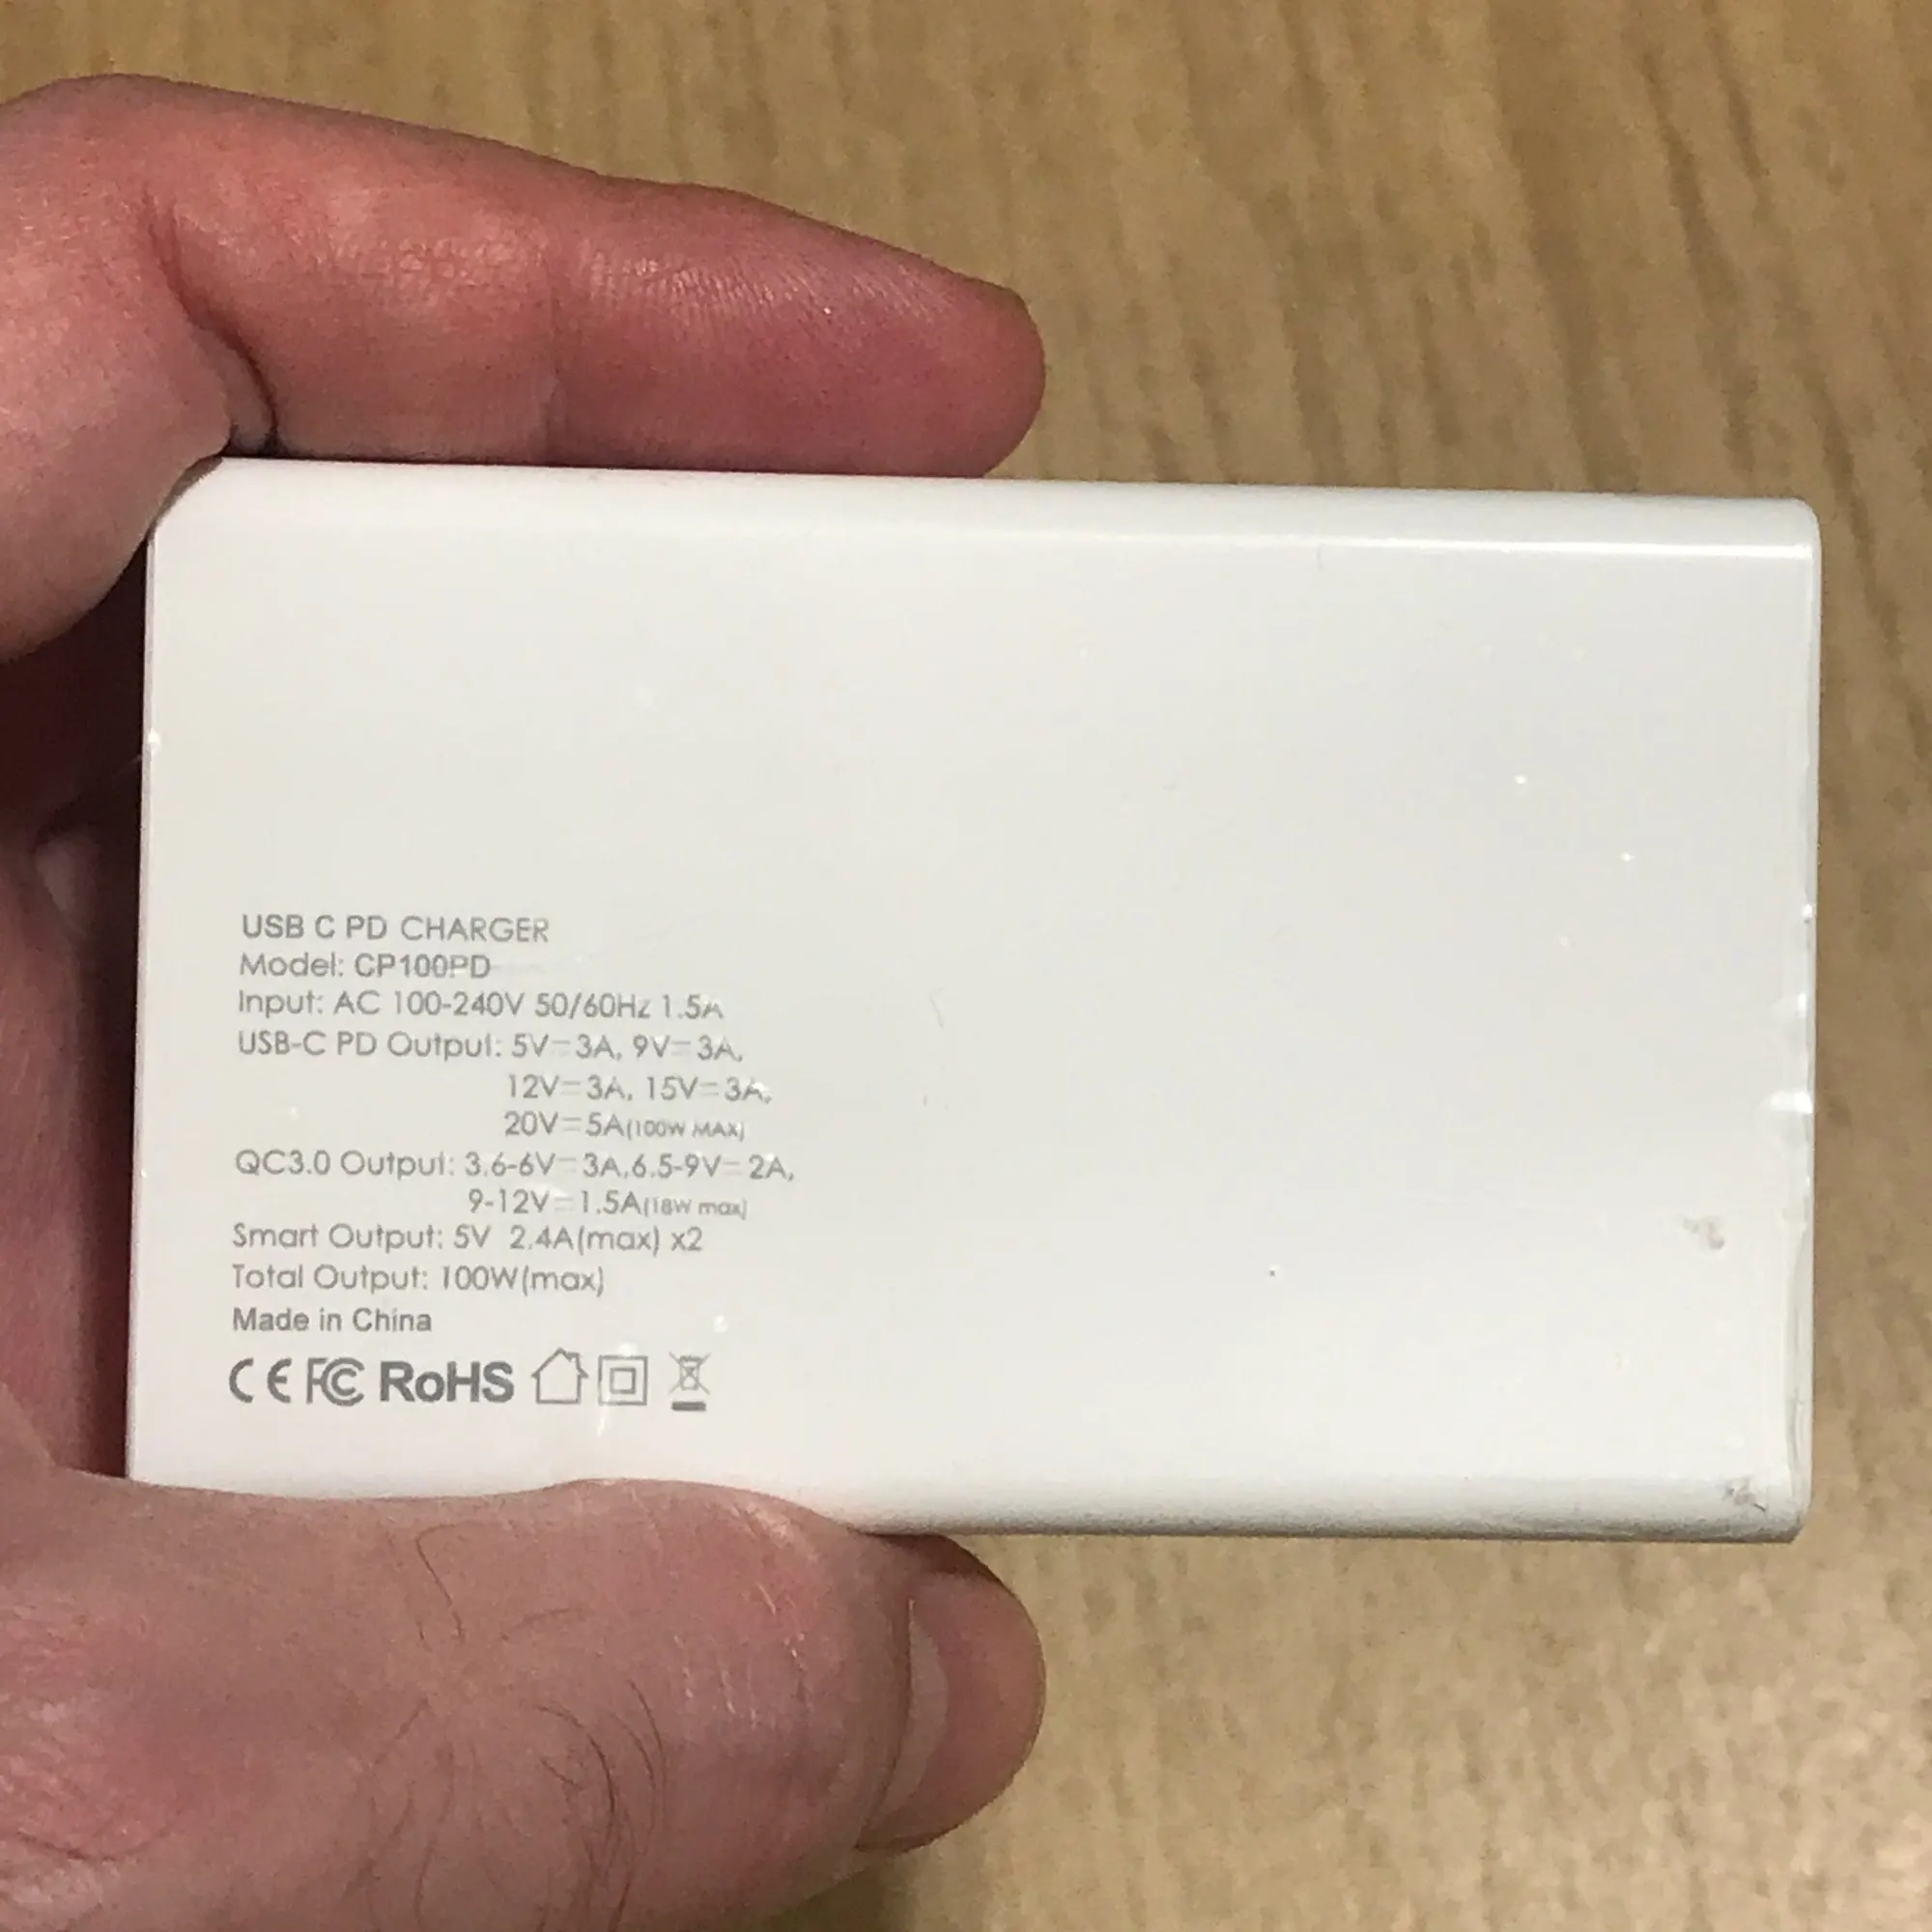 USB C PD CHARGER
Model: CP100PD
Input: AC 100-240V 50/60Hz 1.5A
USB-C PD Output: 5V=3A, 9V=3A,
12V=3A, 15V=3A,
20V=5A(100W MAX)
QC3.0 Output: 3.6-6V=3A,6.5-9V=2A,
9-12V=1.5A(18W max)
Smart Output: 5V 2.4A(max) x2
Total Output: 100W(max)
Made in China
CE FC RoHS